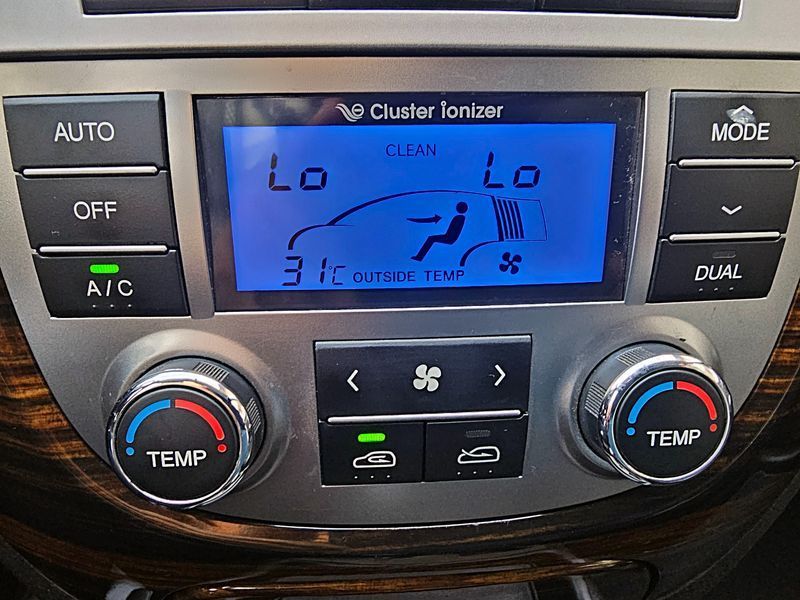 Cluster ionizer
AUTO
CLEAN
MODE
Lo Lo
OFF
31°C OUTSIDE TEMP
A/C
DUAL
TEMP
TEMP